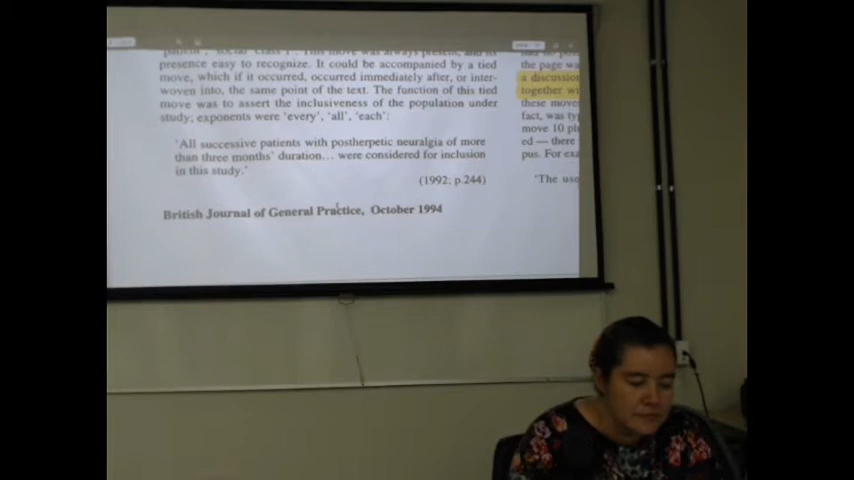 presence easy to recognize. It could be accompanied by a tied
move, which if it occurred, occurred immediately after, or inter-
woven into, the same point of the text. The function of this tied
move was to assert the inclusiveness of the population under
study; exponents were 'every', 'all', 'each':
'All successive patients with postherpetic neuralgia of more
than three months' duration... were considered for inclusion
in this study.'
(1992; p.244)
British Journal of General Practice, October 1994
the page wa
a discussion
together wi
these move
fact, was typ
move 10 pl
ed — there
pus. For exa
'The uso